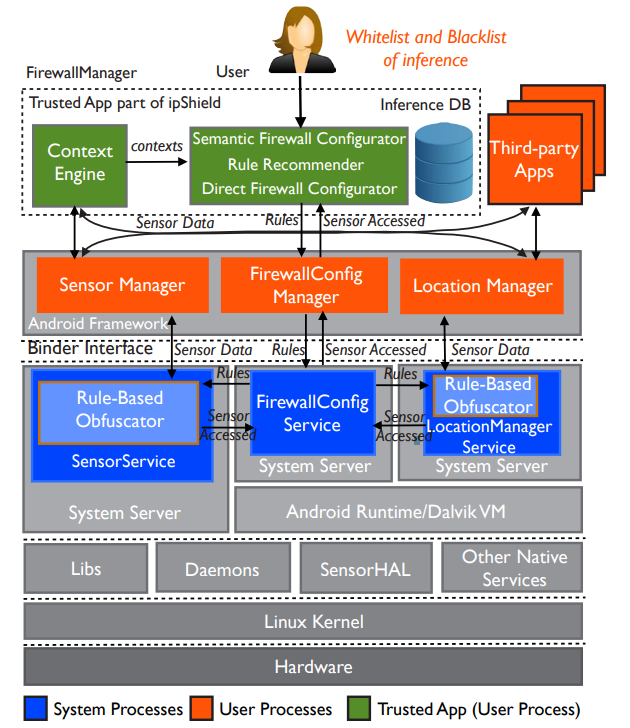 Whitelist and Blacklist
of inference
FirewallManager
User
Trusted App part of ipShield
Inference DB
Context
Engine
contexts
Semantic Firewall Configurator
Rule Recommender
Direct Firewall Configurator
Third-party
Apps
Sensor Data
Rules
Sensor Accessed
Sensor Manager
FirewallConfig
Manager
Location Manager
Android Framework
Binder Interface
Sensor Data
Rules
Sensor Accessed
Sensor Data
Rules
Rules
Rule-Based
Obfuscator
SensorService
Sensor
Accessed
FirewallConfig
Service
Sensor
Accessed
Rule-Based
Obfuscator
LocationManager
Service
System Server
System Server
System Server
Android Runtime/Dalvik VM
Libs
Daemons
SensorHAL
Other Native
Services
Linux Kernel
Hardware
System Processes
User Processes
Trusted App (User Process)